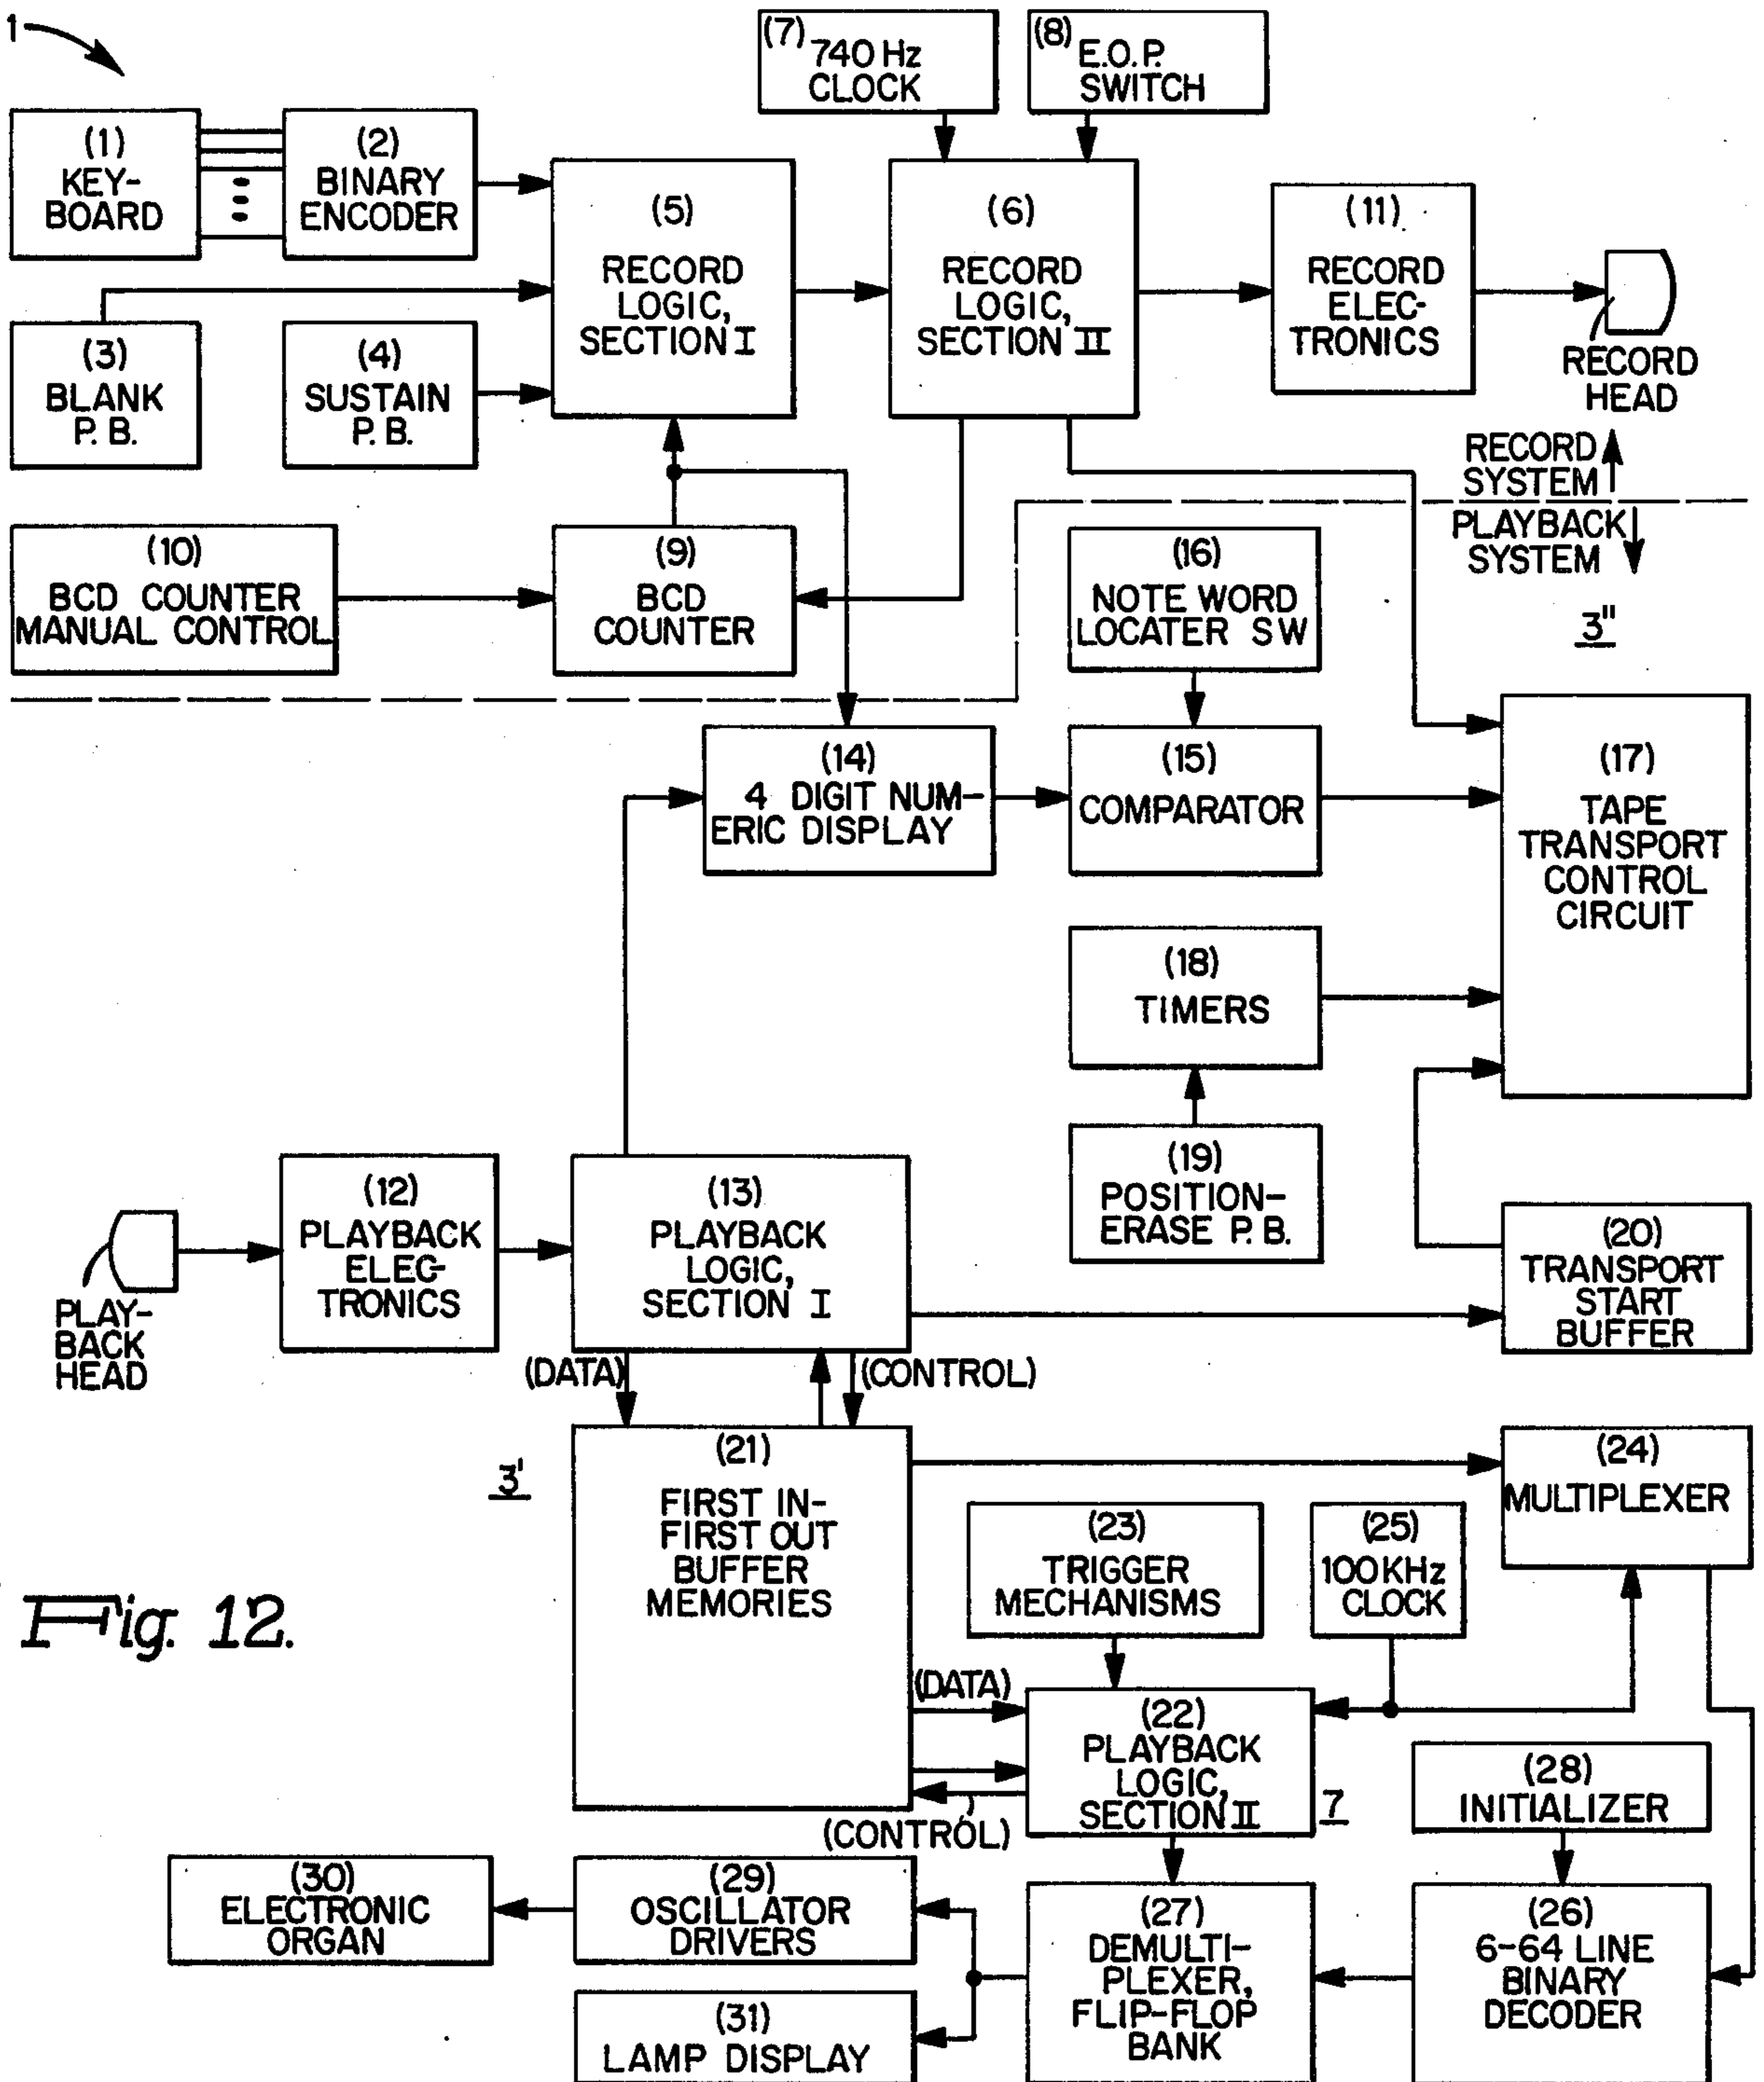 1
(7) 740 Hz
CLOCK
(8) E.O.P.
SWITCH
(1)
KEY-
BOARD
(2)
BINARY
ENCODER
(5)
RECORD
LOGIC,
SECTION I
(6)
RECORD
LOGIC,
SECTION II
(11)
RECORD
ELEC-
TRONICS
RECORD
HEAD
(3)
BLANK
P. B.
(4)
SUSTAIN
P. B.
RECORD
SYSTEM
PLAYBACK
SYSTEM
(10)
BCD COUNTER
MANUAL CONTROL
(9)
BCD
COUNTER
(16)
NOTE WORD
LOCATER SW
3"
(14)
4 DIGIT NUM-
ERIC DISPLAY
(15)
COMPARATOR
(17)
TAPE
TRANSPORT
CONTROL
CIRCUIT
(18)
TIMERS
(19)
POSITION-
ERASE P. B.
PLAY-
BACK
HEAD
(12)
PLAYBACK
ELEC-
TRONICS
(13)
PLAYBACK
LOGIC,
SECTION I
(20)
TRANSPORT
START
BUFFER
(DATA)
(CONTROL)
3'
(21)
FIRST IN-
FIRST OUT
BUFFER
MEMORIES
(24)
MULTIPLEXER
(23)
TRIGGER
MECHANISMS
(25)
100KHz
CLOCK
Fig. 12.
(DATA)
(CONTROL)
(22)
PLAYBACK
LOGIC,
SECTION II
7
(28)
INITIALIZER
(30)
ELECTRONIC
ORGAN
(29)
OSCILLATOR
DRIVERS
(27)
DEMULTI-
PLEXER,
FLIP-FLOP
BANK
(26)
6-64 LINE
BINARY
DECODER
(31)
LAMP DISPLAY